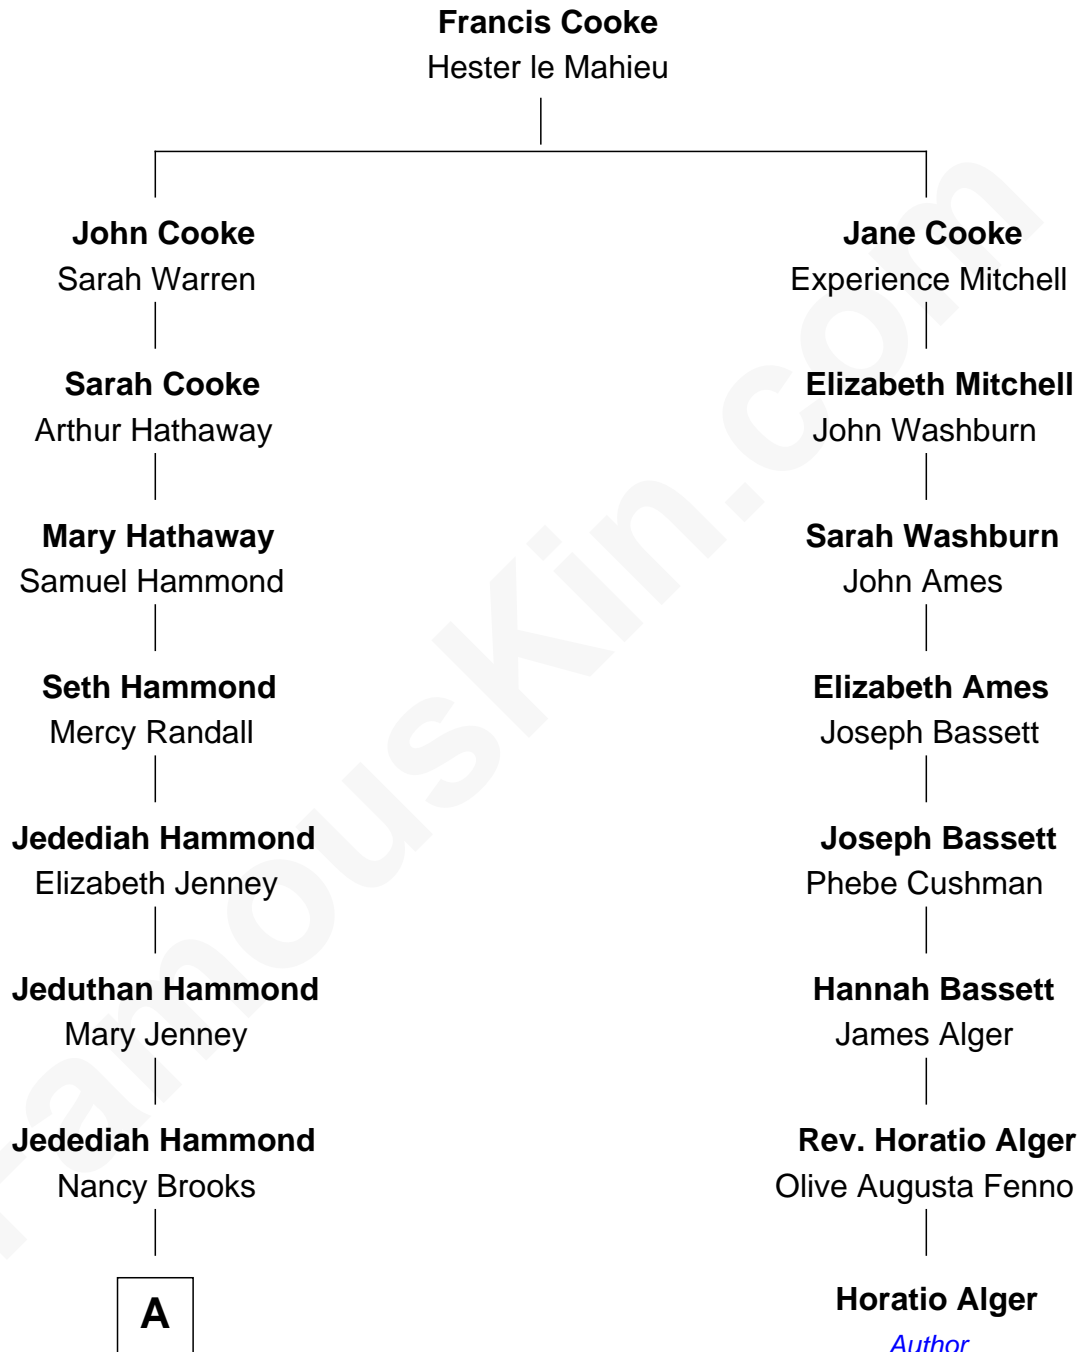 Francis Cooke
Hester le Mahieu
John Cooke
Sarah Warren
Jane Cooke
Experience Mitchell
Sarah Cooke
Arthur Hathaway
Elizabeth Mitchell
John Washburn
Mary Hathaway
Samuel Hammond
Sarah Washburn
John Ames
Seth Hammond
Mercy Randall
Elizabeth Ames
Joseph Bassett
Jedediah Hammond
Elizabeth Jenney
Joseph Bassett
Phebe Cushman
Jeduthan Hammond
Mary Jenney
Hannah Bassett
James Alger
Jedediah Hammond
Nancy Brooks
Rev. Horatio Alger
Olive Augusta Fenno
A
Horatio Alger
Author
FamousKin.com